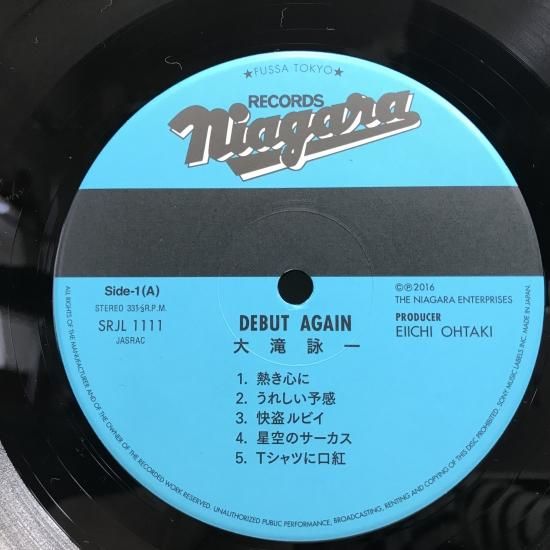 ★FUSSA TOKYO★
RECORDS
Niagara
Side-1(A)
STEREO 33⅓R.P.M.
SRJL 1111
JASRAC
DEBUT AGAIN
大滝詠一
©℗2016
THE NIAGARA ENTERPRISES
PRODUCER
EIICHI OHTAKI
1. 熱き心に
2. うれしい予感
3. 快盗ルビイ
4. 星空のサーカス
5. Tシャツに口紅
ALL RIGHTS OF THE MANUFACTURER AND OF THE OWNER OF THE RECORDED WORK RESERVED. UNAUTHORIZED PUBLIC PERFORMANCE, BROADCASTING, RENTING AND COPYING OF THIS DISC PROHIBITED. SONY MUSIC LABELS INC. MADE IN JAPAN.